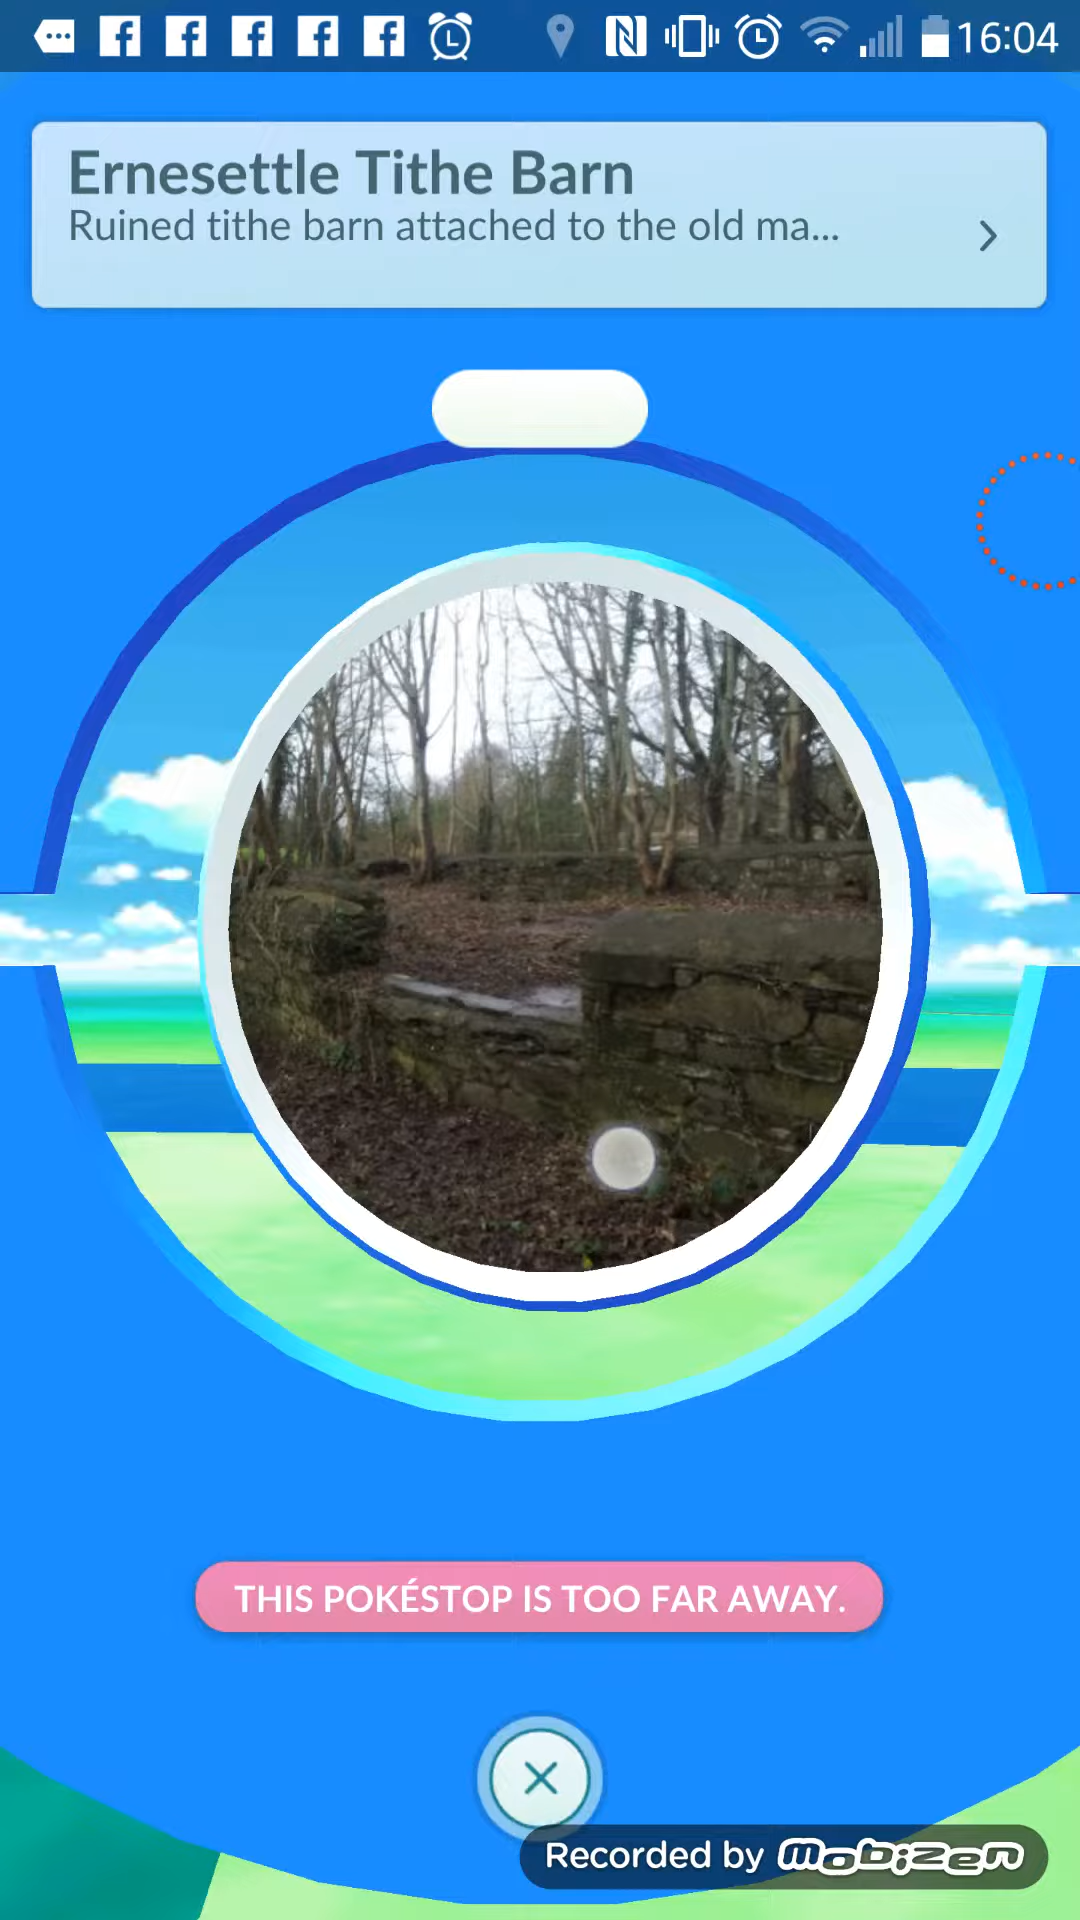 16:04
Ernesettle Tithe Barn
Ruined tithe barn attached to the old ma...
THIS POKÉSTOP IS TOO FAR AWAY.
Recorded by mobizen